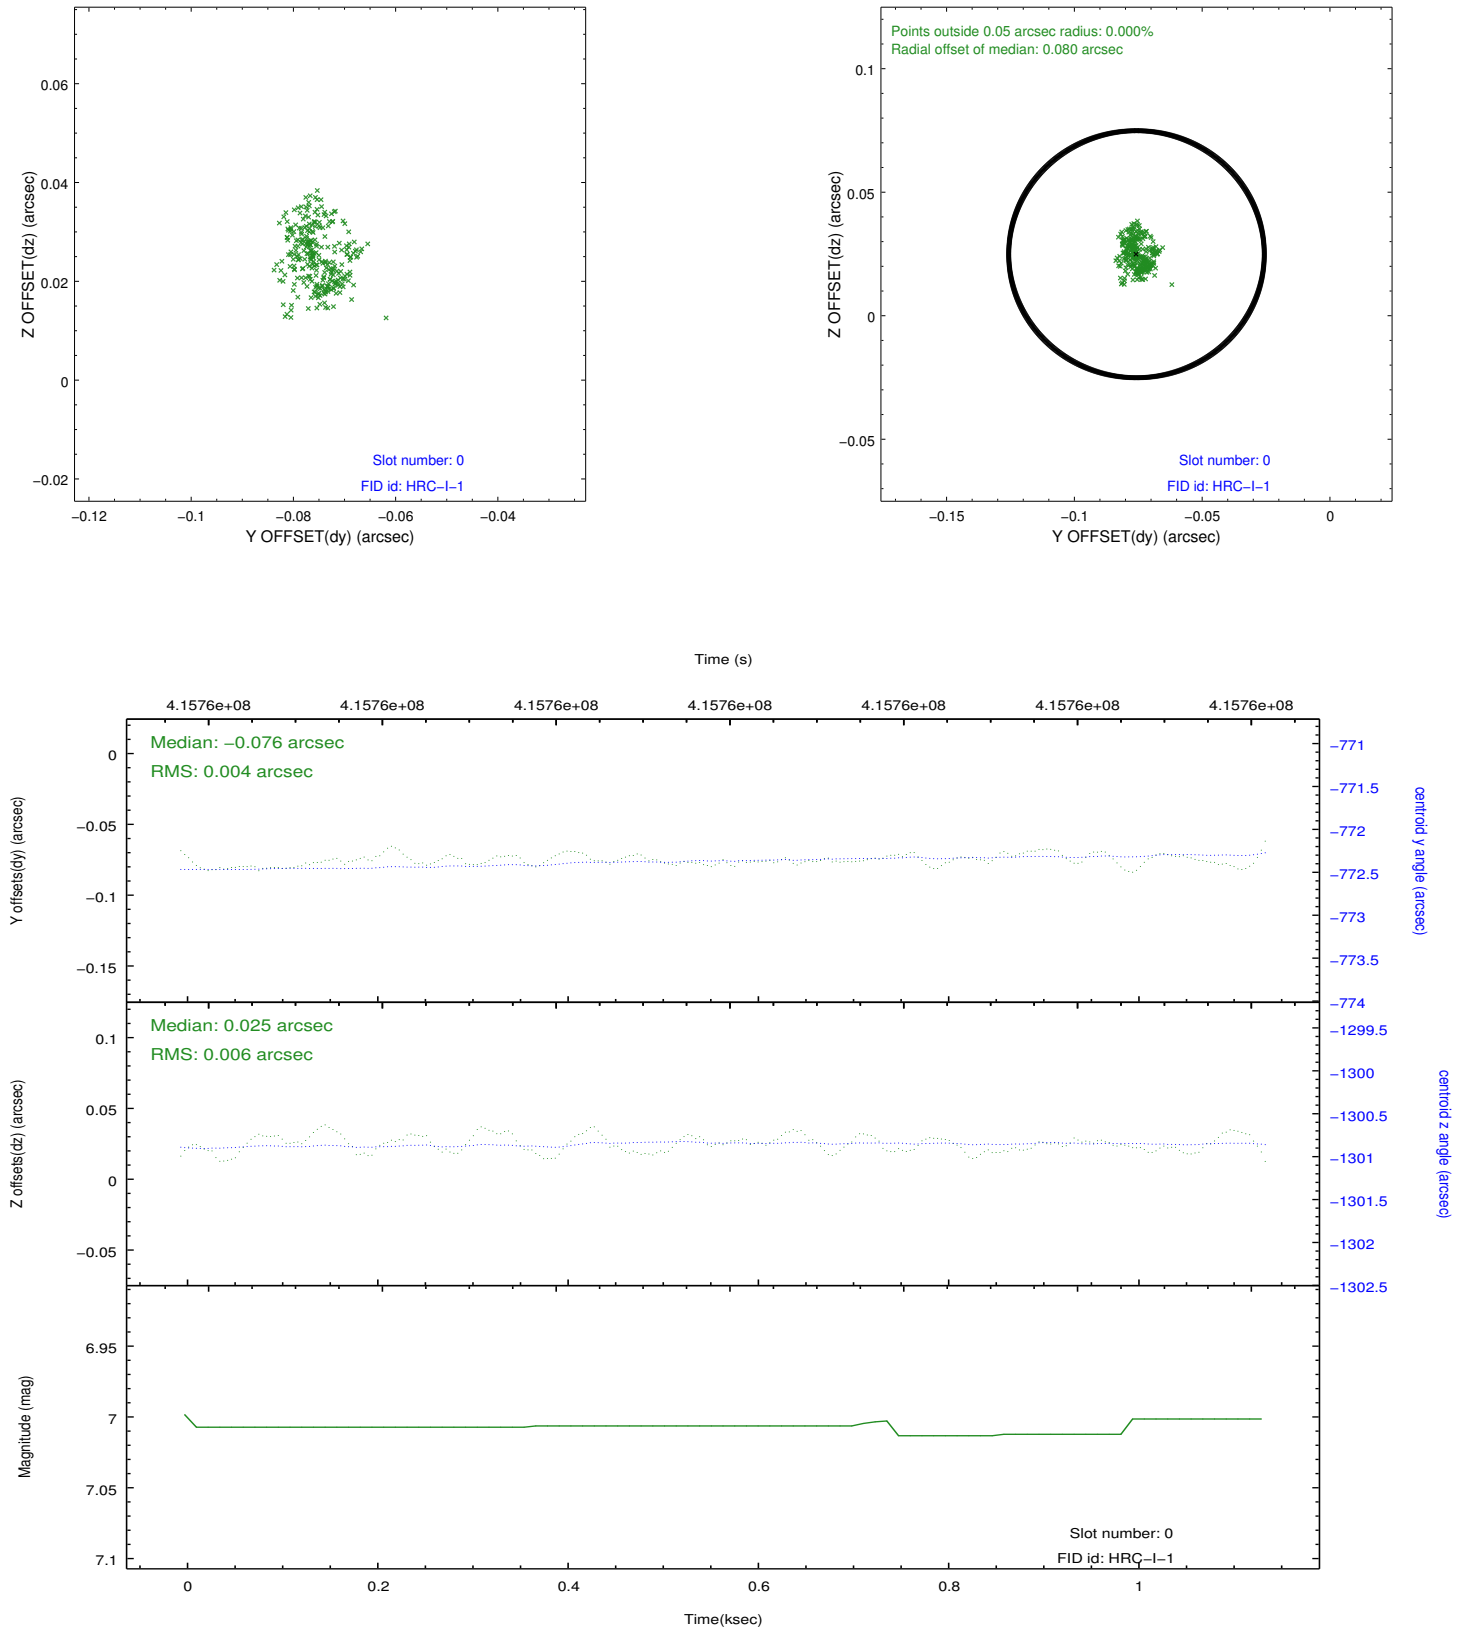 0.06
0.04
0.02
0
−0.02
Z OFFSET(dz) (arcsec)
Slot number: 0
FID id: HRC−I−1
−0.12
−0.1
−0.08
−0.06
−0.04
Y OFFSET(dy) (arcsec)
Points outside 0.05 arcsec radius: 0.000%
Radial offset of median: 0.080 arcsec
0.1
0.05
0
−0.05
Z OFFSET(dz) (arcsec)
Slot number: 0
FID id: HRC−I−1
−0.15
−0.1
−0.05
0
Y OFFSET(dy) (arcsec)
Time (s)
4.1576e+08
4.1576e+08
4.1576e+08
4.1576e+08
4.1576e+08
4.1576e+08
4.1576e+08
Median: −0.076 arcsec
RMS: 0.004 arcsec
0
−0.05
−0.1
−0.15
Y offsets(dy) (arcsec)
−771
−771.5
−772
−772.5
−773
−773.5
−774
centroid y angle (arcsec)
Median: 0.025 arcsec
RMS: 0.006 arcsec
0.1
0.05
0
−0.05
Z offsets(dz) (arcsec)
−1299.5
−1300
−1300.5
−1301
−1301.5
−1302
−1302.5
centroid z angle (arcsec)
6.95
7
7.05
7.1
Magnitude (mag)
Slot number: 0
FID id: HRC−I−1
0
0.2
0.4
0.6
0.8
1
Time(ksec)